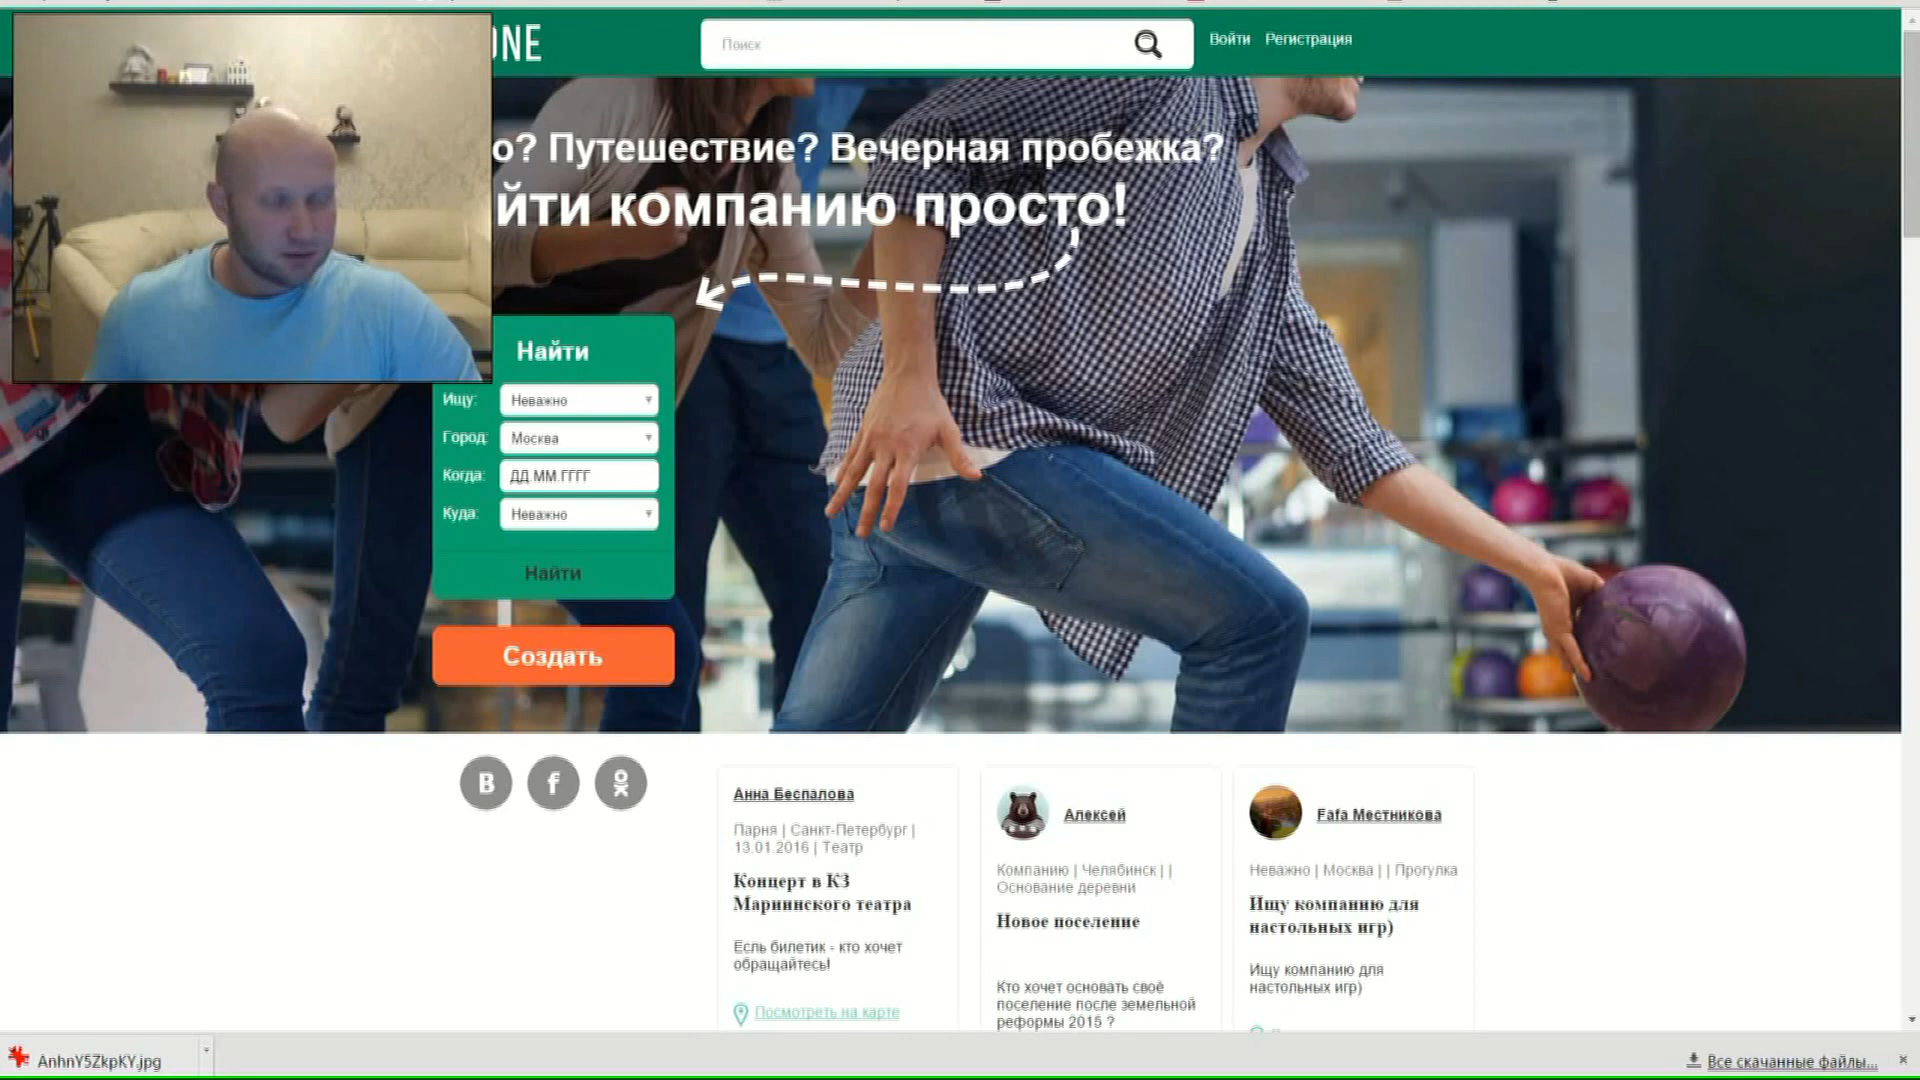 ONE
Поиск
Войти Регистрация
о? Путешествие? Вечерная пробежка?
йти компанию просто!
Найти
Ищу: Неважно
Город: Москва
Когда: ДД.ММ.ГГГГ
Куда: Неважно
Найти
Создать
B f
Анна Беспалова
Парня | Санкт-Петербург |
13.01.2016 | Театр
Концерт в КЗ
Мариинского театра
Есль билетик - кто хочет
обращайтесь!
Посмотреть на карте
Алексей
Компанию | Челябинск | |
Основание деревни
Новое поселение
Кто хочет основать своё
поселение после земельной
реформы 2015 ?
Fafa Местникова
Неважно | Москва | | Прогулка
Ищу компанию для
настольных игр)
Ищу компанию для
настольных игр)
AnhnY5ZkpKY.jpg
Все скачанные файлы...